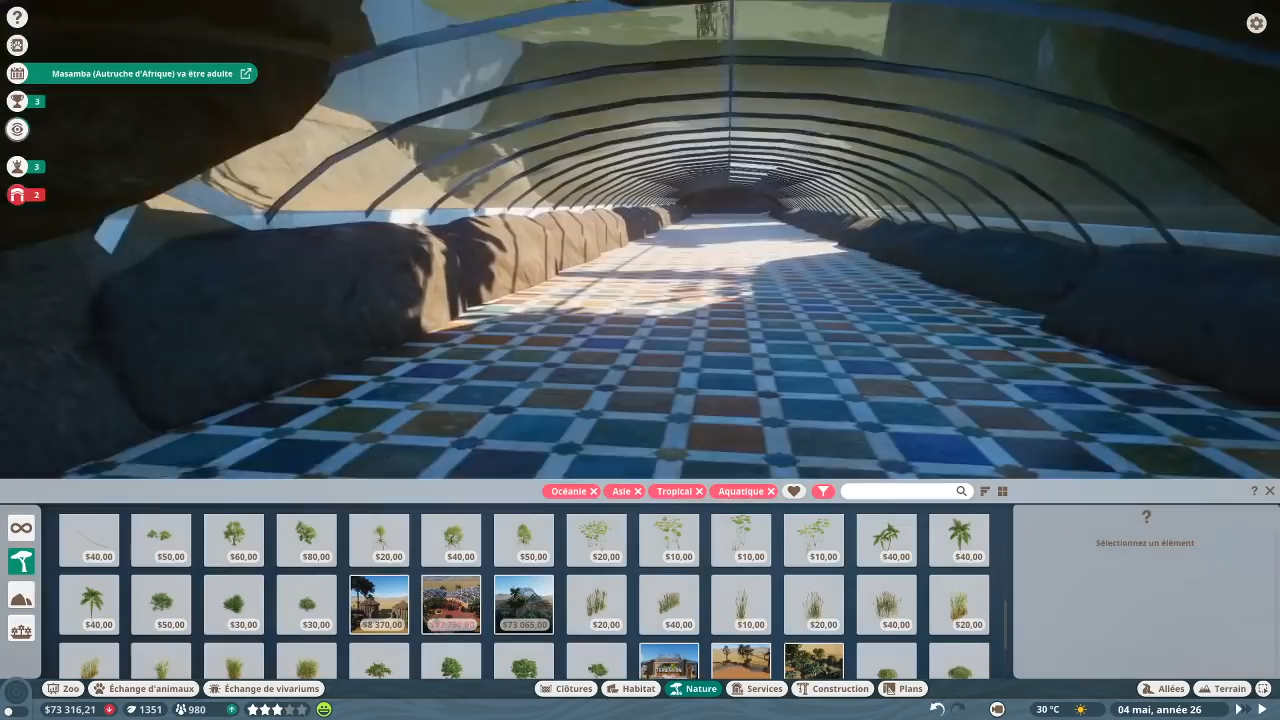 Masamba (Autruche d'Afrique) va être adulte
3
3
2
Océanie
Asie
Tropical
Aquatique
Sélectionnez un élément
$40,00 $50,00 $60,00 $80,00 $20,00 $40,00 $50,00 $20,00 $10,00 $10,00 $10,00 $40,00 $40,00
$40,00 $50,00 $30,00 $30,00 $8 370,00 $73 065,00 $20,00 $40,00 $10,00 $20,00 $40,00 $20,00
Zoo Échange d'animaux Échange de vivariums Clôtures Habitat Nature Services Construction Plans Allées Terrain
$73 316,21 1351 980 30 °C 04 mai, année 26